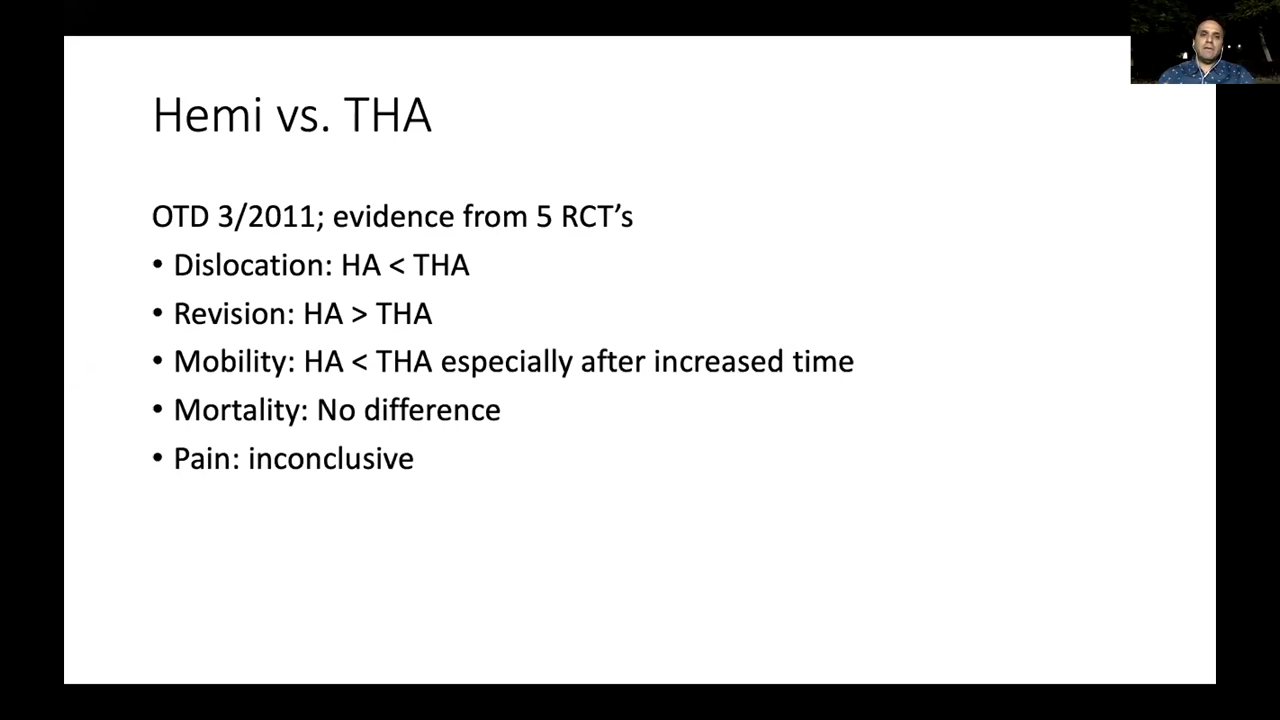 Hemi vs. THA
OTD 3/2011; evidence from 5 RCT’s
• Dislocation: HA < THA
• Revision: HA > THA
• Mobility: HA < THA especially after increased time
• Mortality: No difference
• Pain: inconclusive